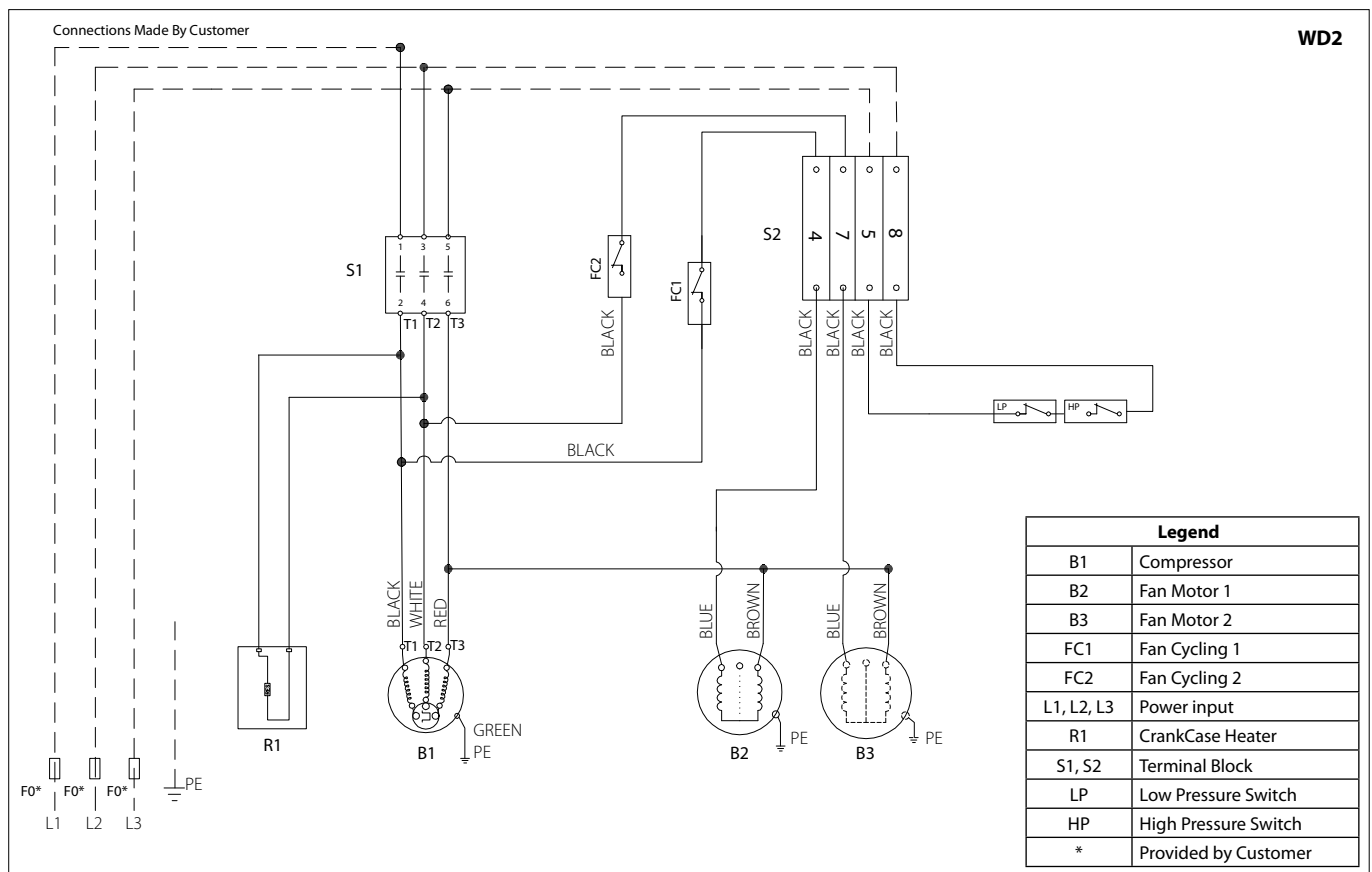 Connections Made By Customer
WD2
S1
1 3 5
2 4 6
T1 T2 T3
FC2
BLACK
FC1
BLACK
S2
4 7 5 8
BLACK BLACK BLACK BLACK
LP
HP
BLACK WHITE RED
T1 T2 T3
B1
GREEN
PE
R1
BLUE BROWN
B2
PE
BLUE BROWN
B3
PE
F0* F0* F0*
PE
L1 L2 L3
Legend
B1 Compressor
B2 Fan Motor 1
B3 Fan Motor 2
FC1 Fan Cycling 1
FC2 Fan Cycling 2
L1, L2, L3 Power input
R1 CrankCase Heater
S1, S2 Terminal Block
LP Low Pressure Switch
HP High Pressure Switch
* Provided by Customer